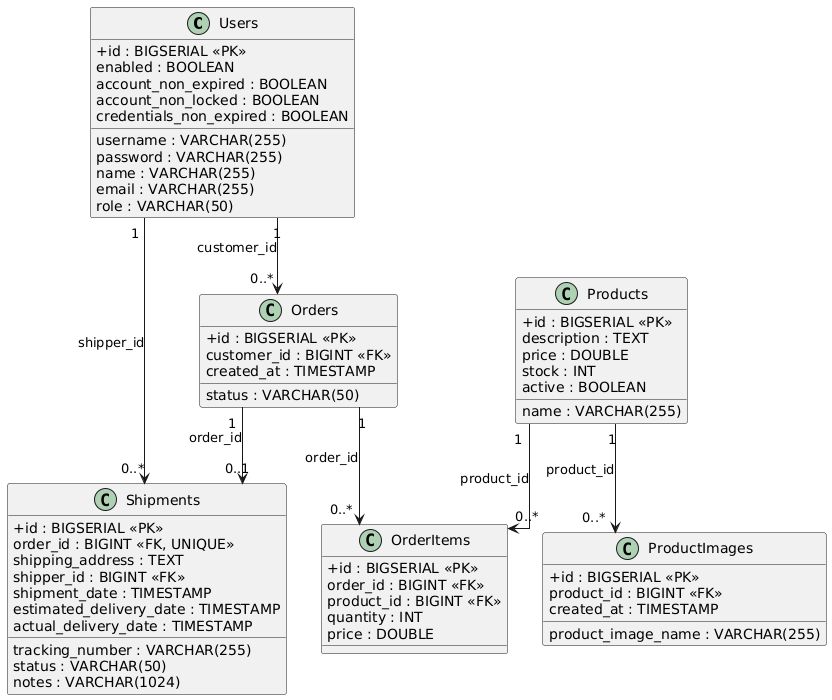 C Users
+id : BIGSERIAL «PK»
enabled : BOOLEAN
account_non_expired : BOOLEAN
account_non_locked : BOOLEAN
credentials_non_expired : BOOLEAN
username : VARCHAR(255)
password : VARCHAR(255)
name : VARCHAR(255)
email : VARCHAR(255)
role : VARCHAR(50)
1
shipper_id
0..*
1
customer_id
0..*
C Orders
+id : BIGSERIAL «PK»
customer_id : BIGINT «FK»
created_at : TIMESTAMP
status : VARCHAR(50)
1
order_id
0..1
1
order_id
0..*
C Products
+id : BIGSERIAL «PK»
description : TEXT
price : DOUBLE
stock : INT
active : BOOLEAN
name : VARCHAR(255)
1
product_id
0..*
1
product_id
0..*
C Shipments
+id : BIGSERIAL «PK»
order_id : BIGINT «FK, UNIQUE»
shipping_address : TEXT
shipper_id : BIGINT «FK»
shipment_date : TIMESTAMP
estimated_delivery_date : TIMESTAMP
actual_delivery_date : TIMESTAMP
tracking_number : VARCHAR(255)
status : VARCHAR(50)
notes : VARCHAR(1024)
C OrderItems
+id : BIGSERIAL «PK»
order_id : BIGINT «FK»
product_id : BIGINT «FK»
quantity : INT
price : DOUBLE
C ProductImages
+id : BIGSERIAL «PK»
product_id : BIGINT «FK»
created_at : TIMESTAMP
product_image_name : VARCHAR(255)